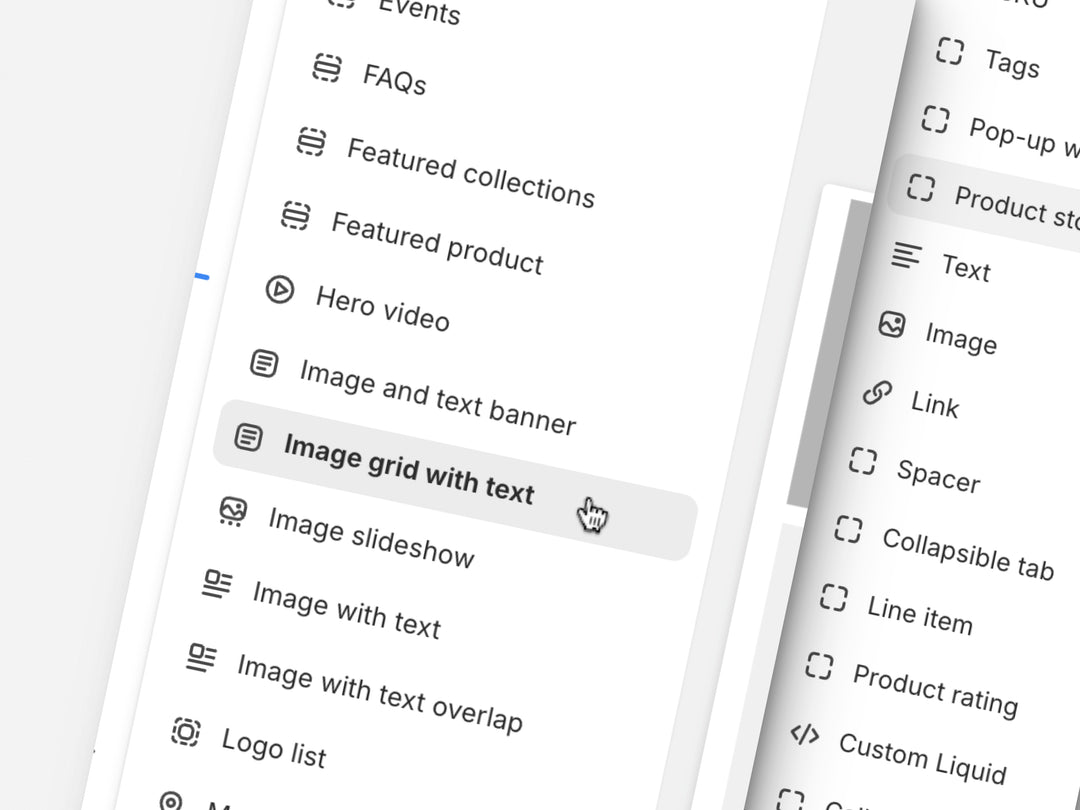 Events
FAQs
Featured collections
Featured product
Hero video
Image and text banner
Image grid with text
Image slideshow
Image with text
Image with text overlap
Logo list
Tags
Pop-up
Product
Text
Image
Link
Spacer
Collapsible tab
Line item
Product rating
Custom Liquid